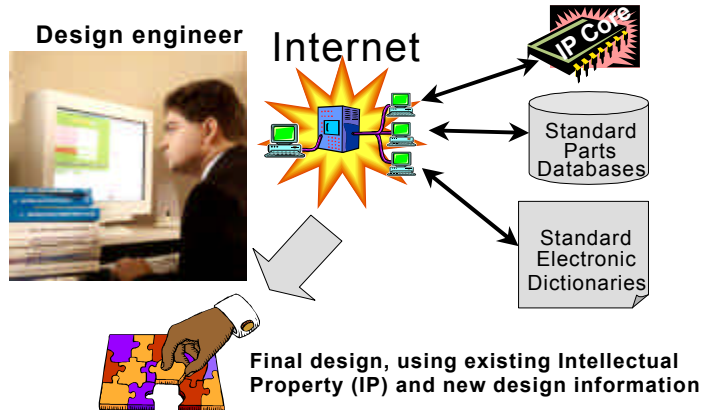 Design engineer
Internet
IP Core
Standard
Parts
Databases
Standard
Electronic
Dictionaries
Final design, using existing Intellectual
Property (IP) and new design information